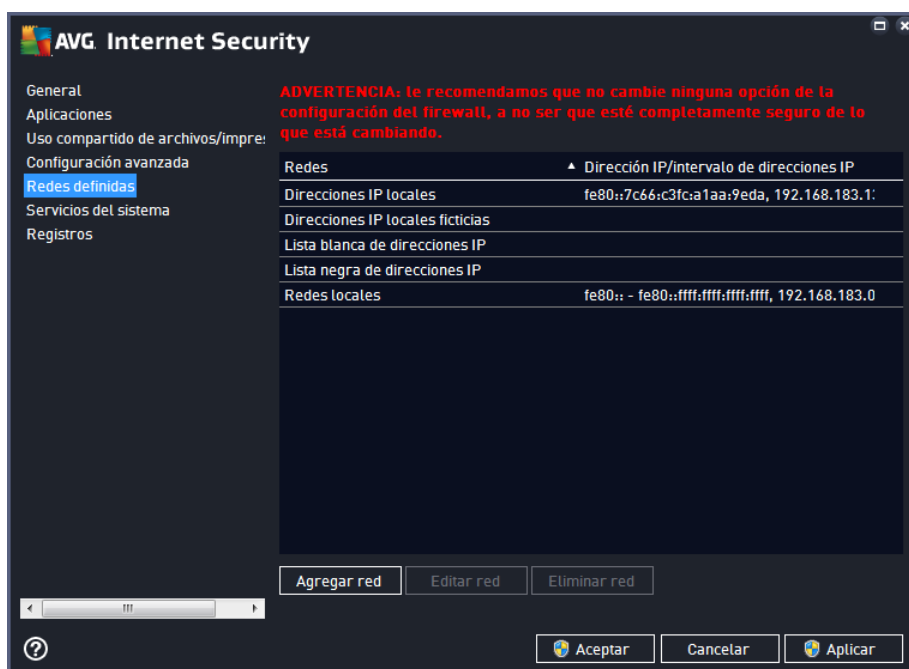 AVG. Internet Security
General
Aplicaciones
Uso compartido de archivos/impre
Configuración avanzada
Redes definidas
Servicios del sistema
Registros
ADVERTENCIA: le recomendamos que no cambie ninguna opción de la
configuración del firewall, a no ser que esté completamente seguro de lo
que está cambiando.
Redes Dirección IP/intervalo de direcciones IP
Direcciones IP locales fe80::7c66:c3fc:a1aa:9eda, 192.168.183.1
Direcciones IP locales ficticias
Lista blanca de direcciones IP
Lista negra de direcciones IP
Redes locales fe80:: - fe80::ffff:ffff:ffff:ffff, 192.168.183.0
Agregar red Editar red Eliminar red
Aceptar Cancelar Aplicar